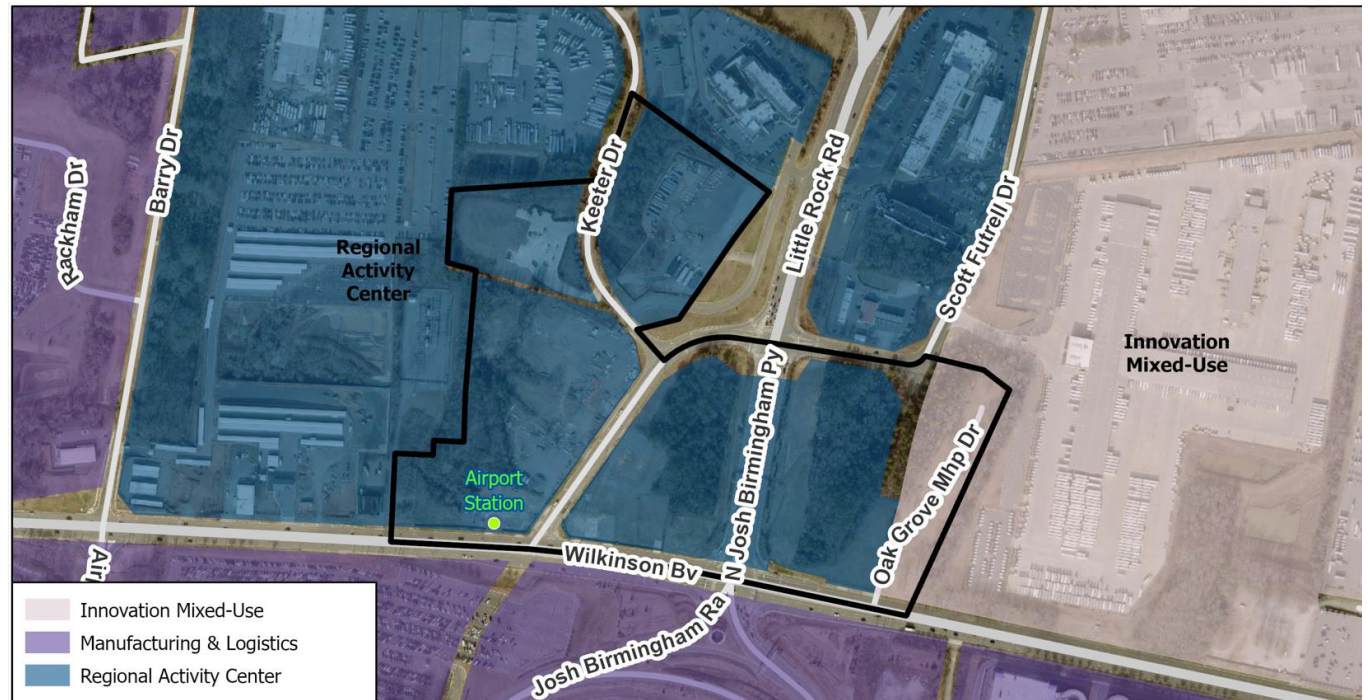 Packham Dr
Barry Dr
Keeter Dr
Little Rock Rd
Scott Futrell Dr
Regional
Activity
Center
Innovation
Mixed-Use
Airport
Station
N Josh Birmingham Py
Oak Grove Mhp Dr
Wilkinson Bv
Josh Birmingham Ra
Air
Innovation Mixed-Use
Manufacturing & Logistics
Regional Activity Center